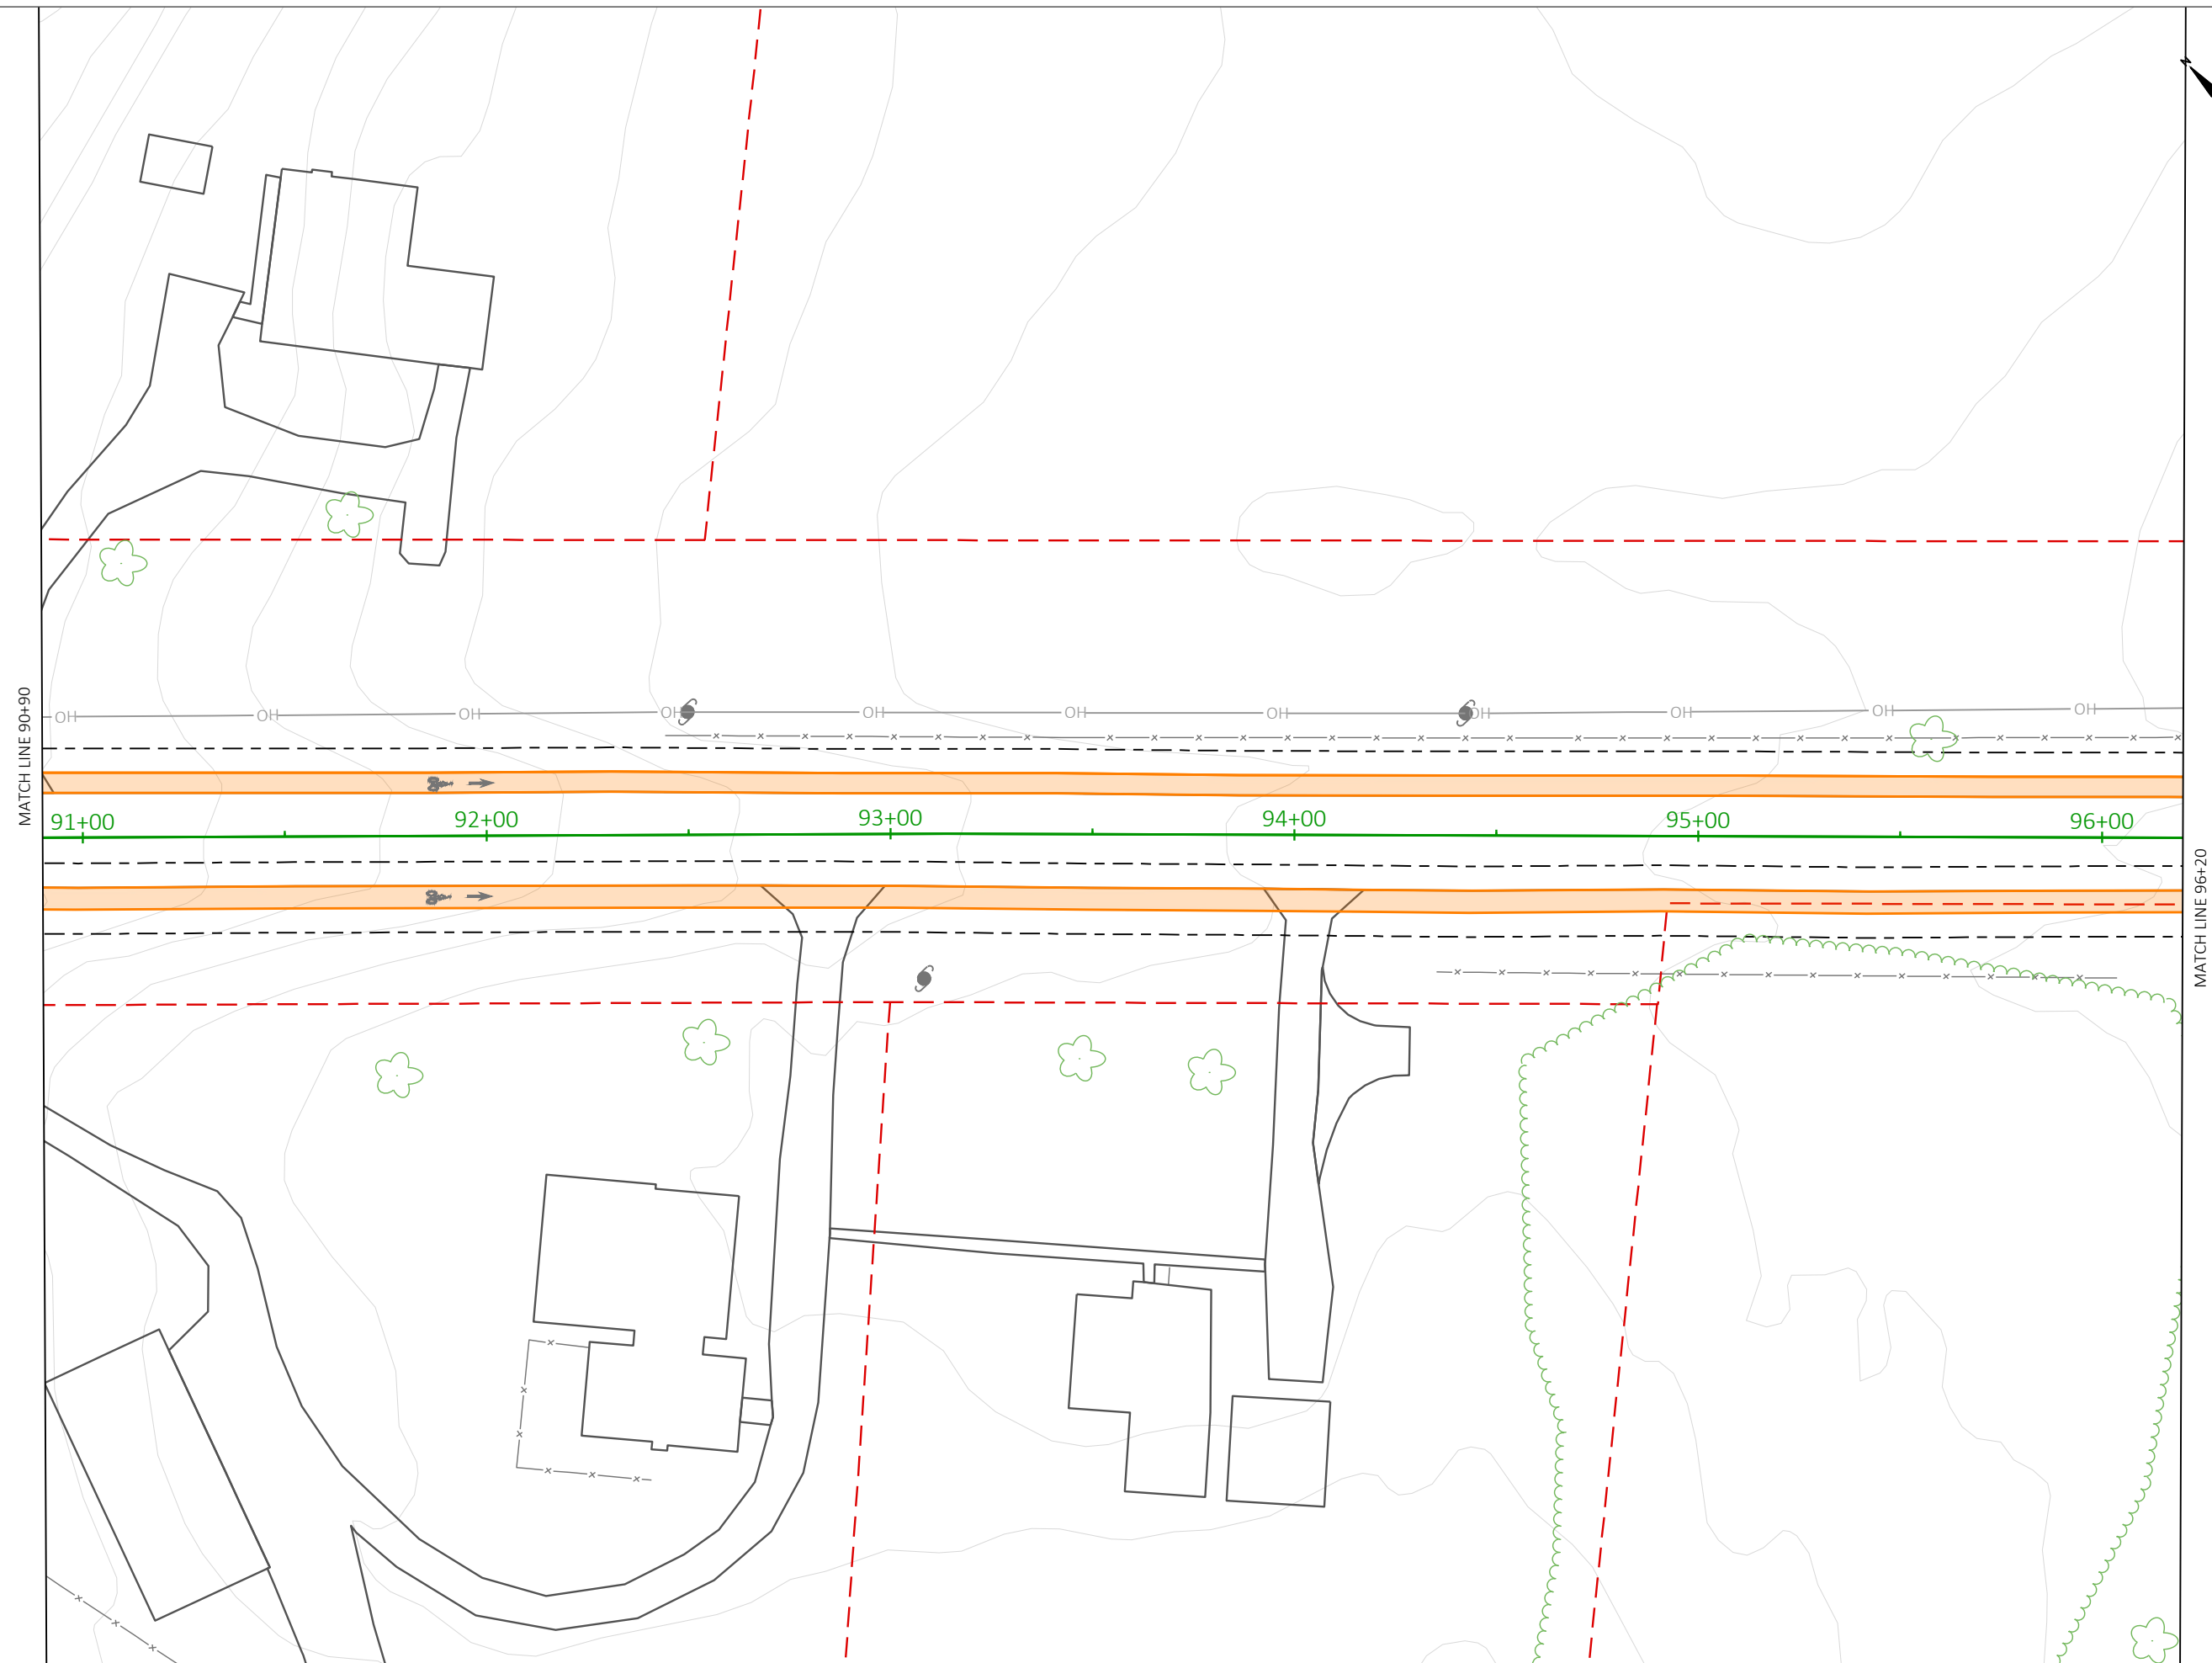 N
OH OH OH OH OH OH OH OH OH OH OH
MATCH LINE 90+90
91+00 92+00 93+00 94+00 95+00 96+00
MATCH LINE 96+20